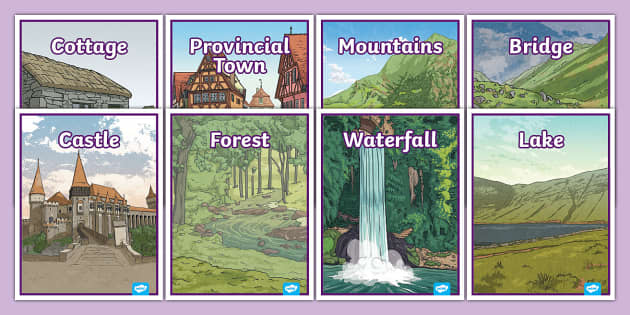 Cottage
Provincial
Town
Mountains
Bridge
Castle
Forest
Waterfall
Lake